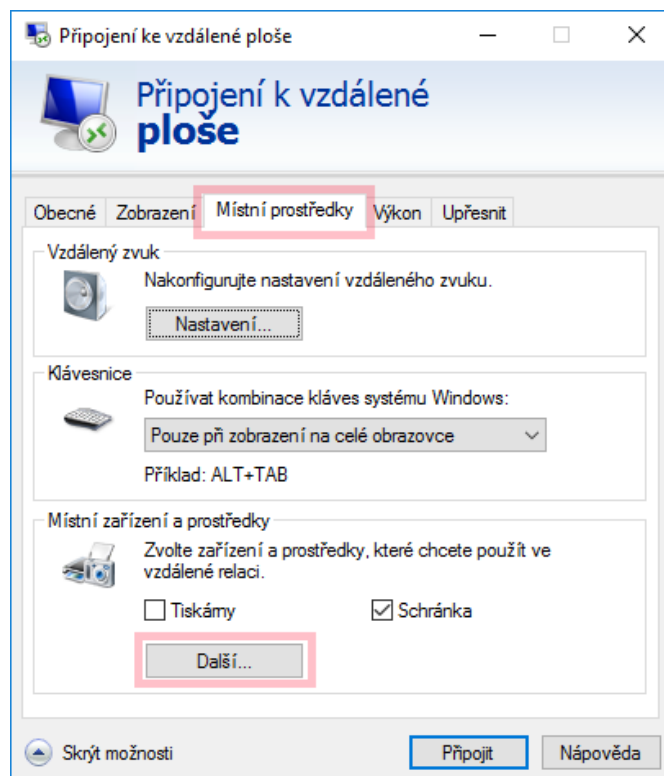 Připojení ke vzdálené ploše
Připojení k vzdálené
ploše
Obecné Zobrazení Místní prostředky Výkon Upřesnit
Vzdálený zvuk
Nakonfigurujte nastavení vzdáleného zvuku.
Nastavení...
Klávesnice
Používat kombinace kláves systému Windows:
Pouze při zobrazení na celé obrazovce
Příklad: ALT+TAB
Místní zařízení a prostředky
Zvolte zařízení a prostředky, které chcete použít ve
vzdálené relaci.
Tiskárny Schránka
Další...
Skrýt možnosti Připojit Nápověda